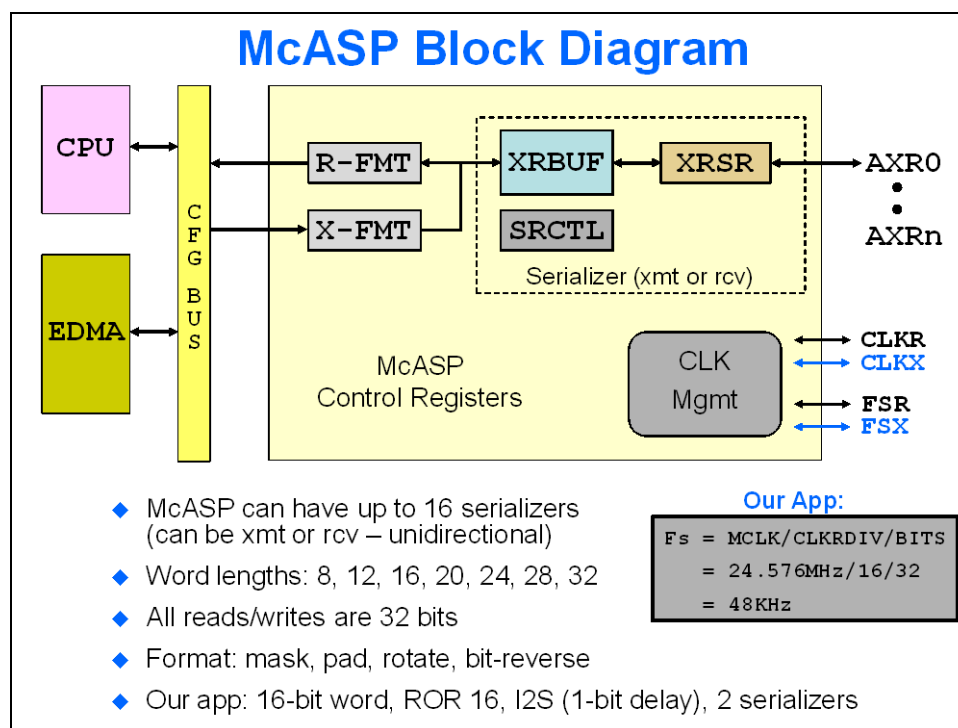 McASP Block Diagram
CPU
EDMA
CFG BUS
R-FMT
X-FMT
XRBUF
XRSR
SRCTL
Serializer (xmt or rcv)
AXR0
AXRn
McASP
Control Registers
CLK
Mgmt
CLKR
CLKX
FSR
FSX
◆ McASP can have up to 16 serializers
(can be xmt or rcv – unidirectional)
◆ Word lengths: 8, 12, 16, 20, 24, 28, 32
◆ All reads/writes are 32 bits
◆ Format: mask, pad, rotate, bit-reverse
◆ Our app: 16-bit word, ROR 16, I2S (1-bit delay), 2 serializers
Our App:
Fs = MCLK/CLKRDIV/BITS
= 24.576MHz/16/32
= 48KHz